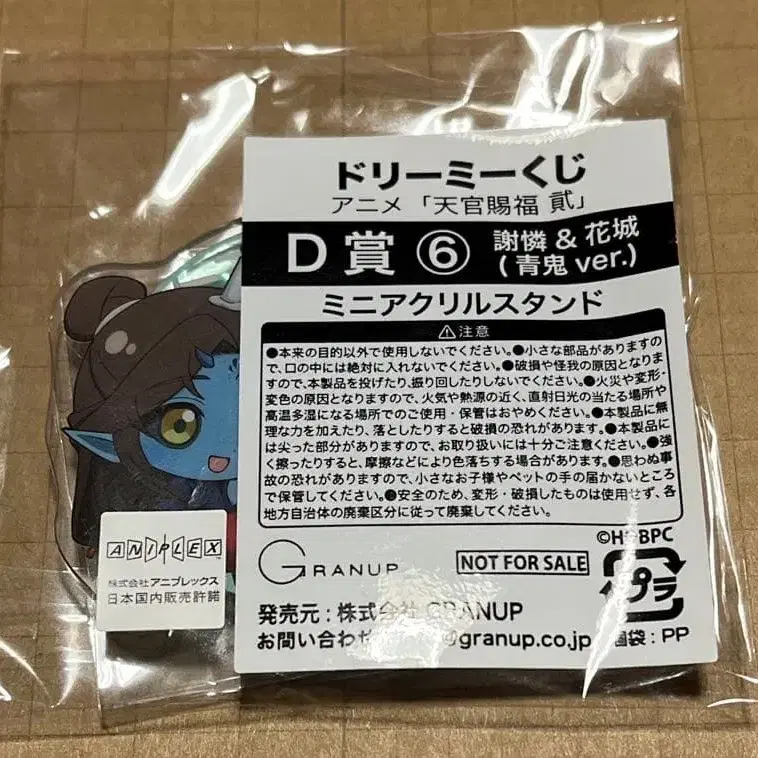 ドリーミーくじ
アニメ「天官賜福 貳」
D賞 ⑥ 謝憐 & 花城
(青鬼 ver.)
ミニアクリルスタンド
⚠注意
●本来の目的以外で使用しないでください。●小さな部品がありますの
で、口の中には絶対に入れないでください。●破損や怪我の原因となりま
すので、本製品を投げたり、振り回したりしないでください。●火災や変形・
変色の原因となりますので、火気や熱源の近く、直射日光の当たる場所や
高温多湿になる場所でのご使用・保管はおやめください。●本製品に無
理な力を加えたり、落としたりすると破損の恐れがあります。●本製品に
は尖った部分がありますので、お取り扱いには十分ご注意ください。●強
く擦ったりすると、摩擦などにより色落ちする場合があります。●思わぬ事
故の恐れがありますので、小さなお子様やペットの手の届かないところ
で保管してください。●安全のため、変形・破損したものは使用せず、各
地方自治体の廃棄区分に従って廃棄してください。
©H BPC
GRANUP
NOT FOR SALE
プラ
発売元:株式会社 GRANUP
お問い合わせ @granup.co.jp
個袋:PP
ANIPLEX
株式会社アニプレックス
日本国内販売許諾